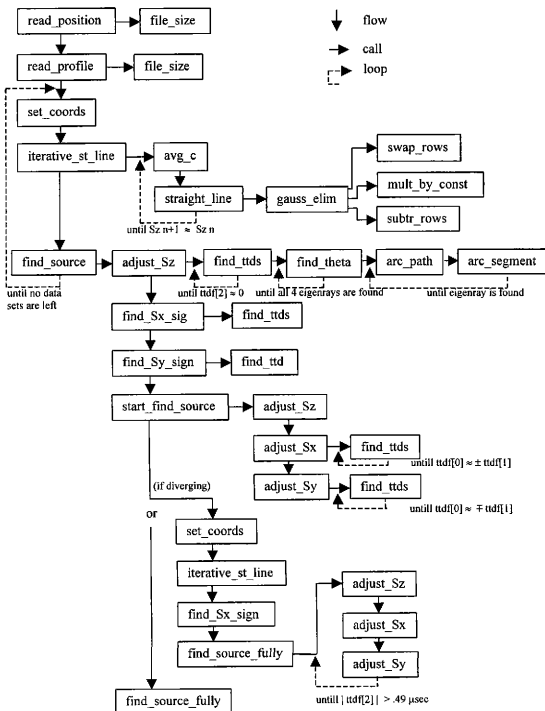 read_position
file_size
flow
read_profile
file_size
call
loop
set_coords
iterative_st_line
avg_c
swap_rows
straight_line
gauss_elim
mult_by_const
subtr_rows
until Sz n+1 ≈ Sz n
find_source
adjust_Sz
find_ttds
find_theta
arc_path
arc_segment
until no data
sets are left
until ttdf[2] ≈ 0
until all 4 eigenrays are found
until eigenray is found
find_Sx_sig
find_ttds
find_Sy_sign
find_ttd
start_find_source
adjust_Sz
adjust_Sx
find_ttds
untill ttdf[0] ≈ ± ttdf[1]
adjust_Sy
find_ttds
untill ttdf[0] ≈ ∓ ttdf[1]
(if diverging)
or
set_coords
iterative_st_line
find_Sx_sign
find_source_fully
adjust_Sz
adjust_Sx
adjust_Sy
untill | ttdf[2] | > .49 μsec
find_source_fully